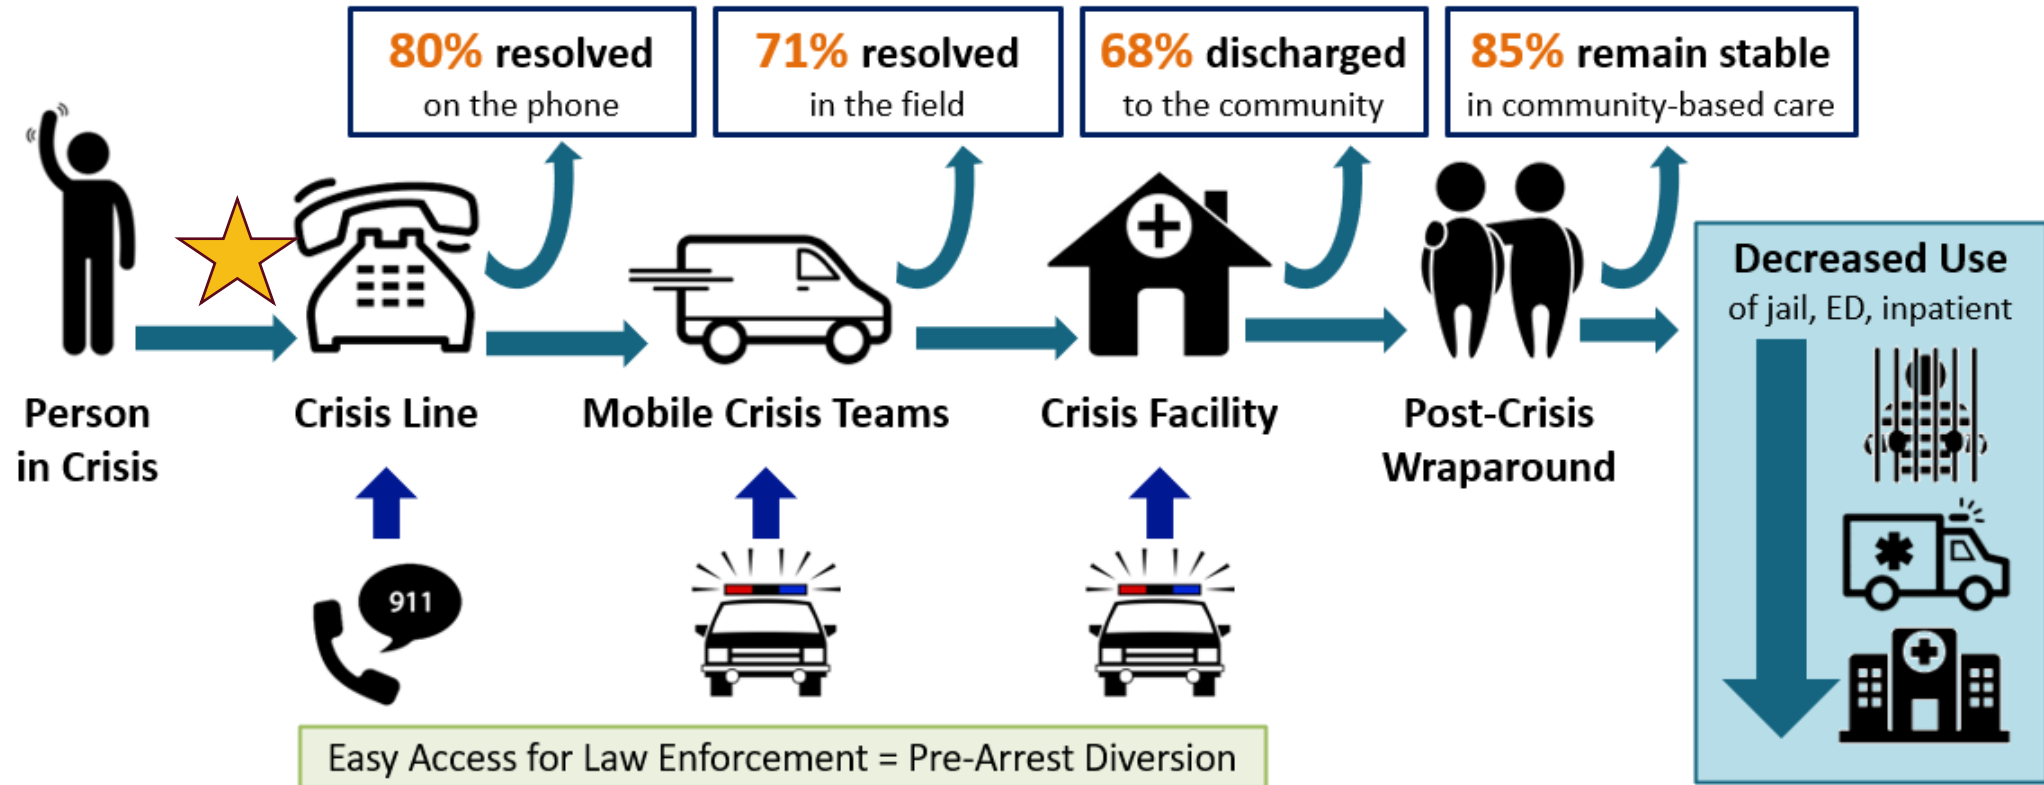 80% resolved
on the phone
71% resolved
in the field
68% discharged
to the community
85% remain stable
in community-based care
Person
in Crisis
Crisis Line
Mobile Crisis Teams
Crisis Facility
Post-Crisis
Wraparound
Decreased Use
of jail, ED, inpatient
911
Easy Access for Law Enforcement = Pre-Arrest Diversion